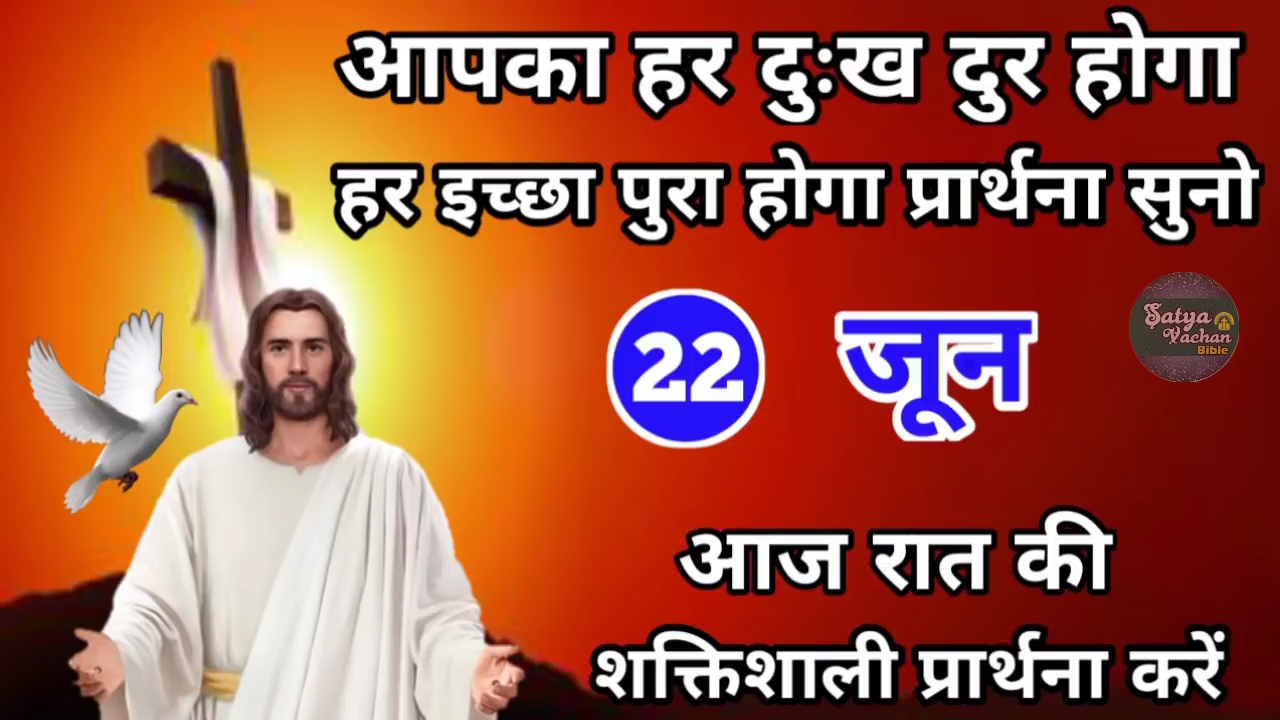 आपका हर दुःख दुर होगा
हर इच्छा पुरा होगा प्रार्थना सुनो
22 जून
Satya
Vachan
Bible
आज रात की
शक्तिशाली प्रार्थना करें